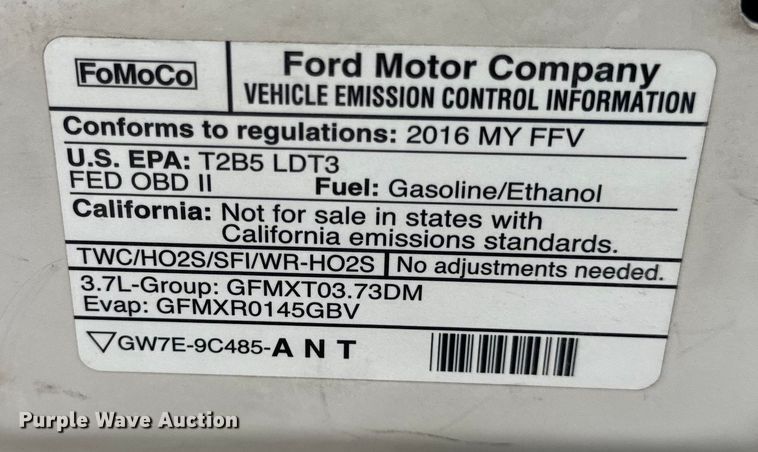 FoMoCo
Ford Motor Company
VEHICLE EMISSION CONTROL INFORMATION
Conforms to regulations: 2016 MY FFV
U.S. EPA: T2B5 LDT3
FED OBD II Fuel: Gasoline/Ethanol
California: Not for sale in states with
California emissions standards.
TWC/HO2S/SFI/WR-HO2S No adjustments needed.
3.7L-Group: GFMXT03.73DM
Evap: GFMXR0145GBV
GW7E-9C485-ANT
Purple Wave Auction